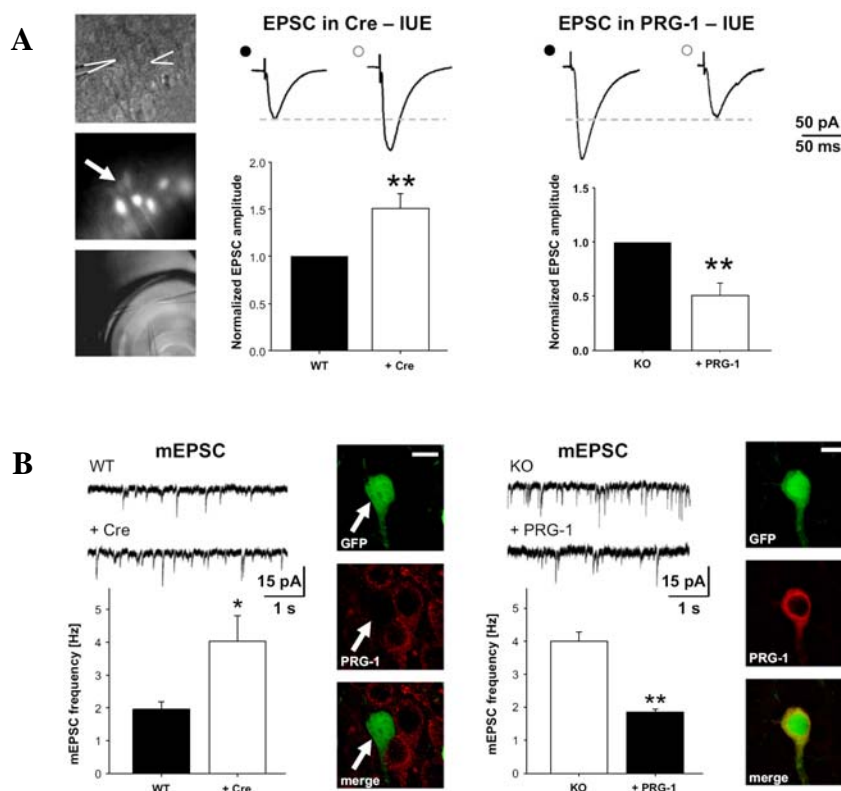 A
EPSC in Cre – IUE
EPSC in PRG-1 – IUE
50 pA
50 ms
Normalized EPSC amplitude
2.0
1.5
1.0
0.5
0.0
**
WT
+ Cre
Normalized EPSC amplitude
1.5
1.0
0.5
0.0
**
KO
+ PRG-1
B
mEPSC
WT
+ Cre
15 pA
1 s
mEPSC frequency [Hz]
5
4
3
2
1
0
*
WT
+ Cre
GFP
PRG-1
merge
mEPSC
KO
+ PRG-1
15 pA
1 s
mEPSC frequency [Hz]
5
4
3
2
1
0
**
KO
+ PRG-1
GFP
PRG-1
merge